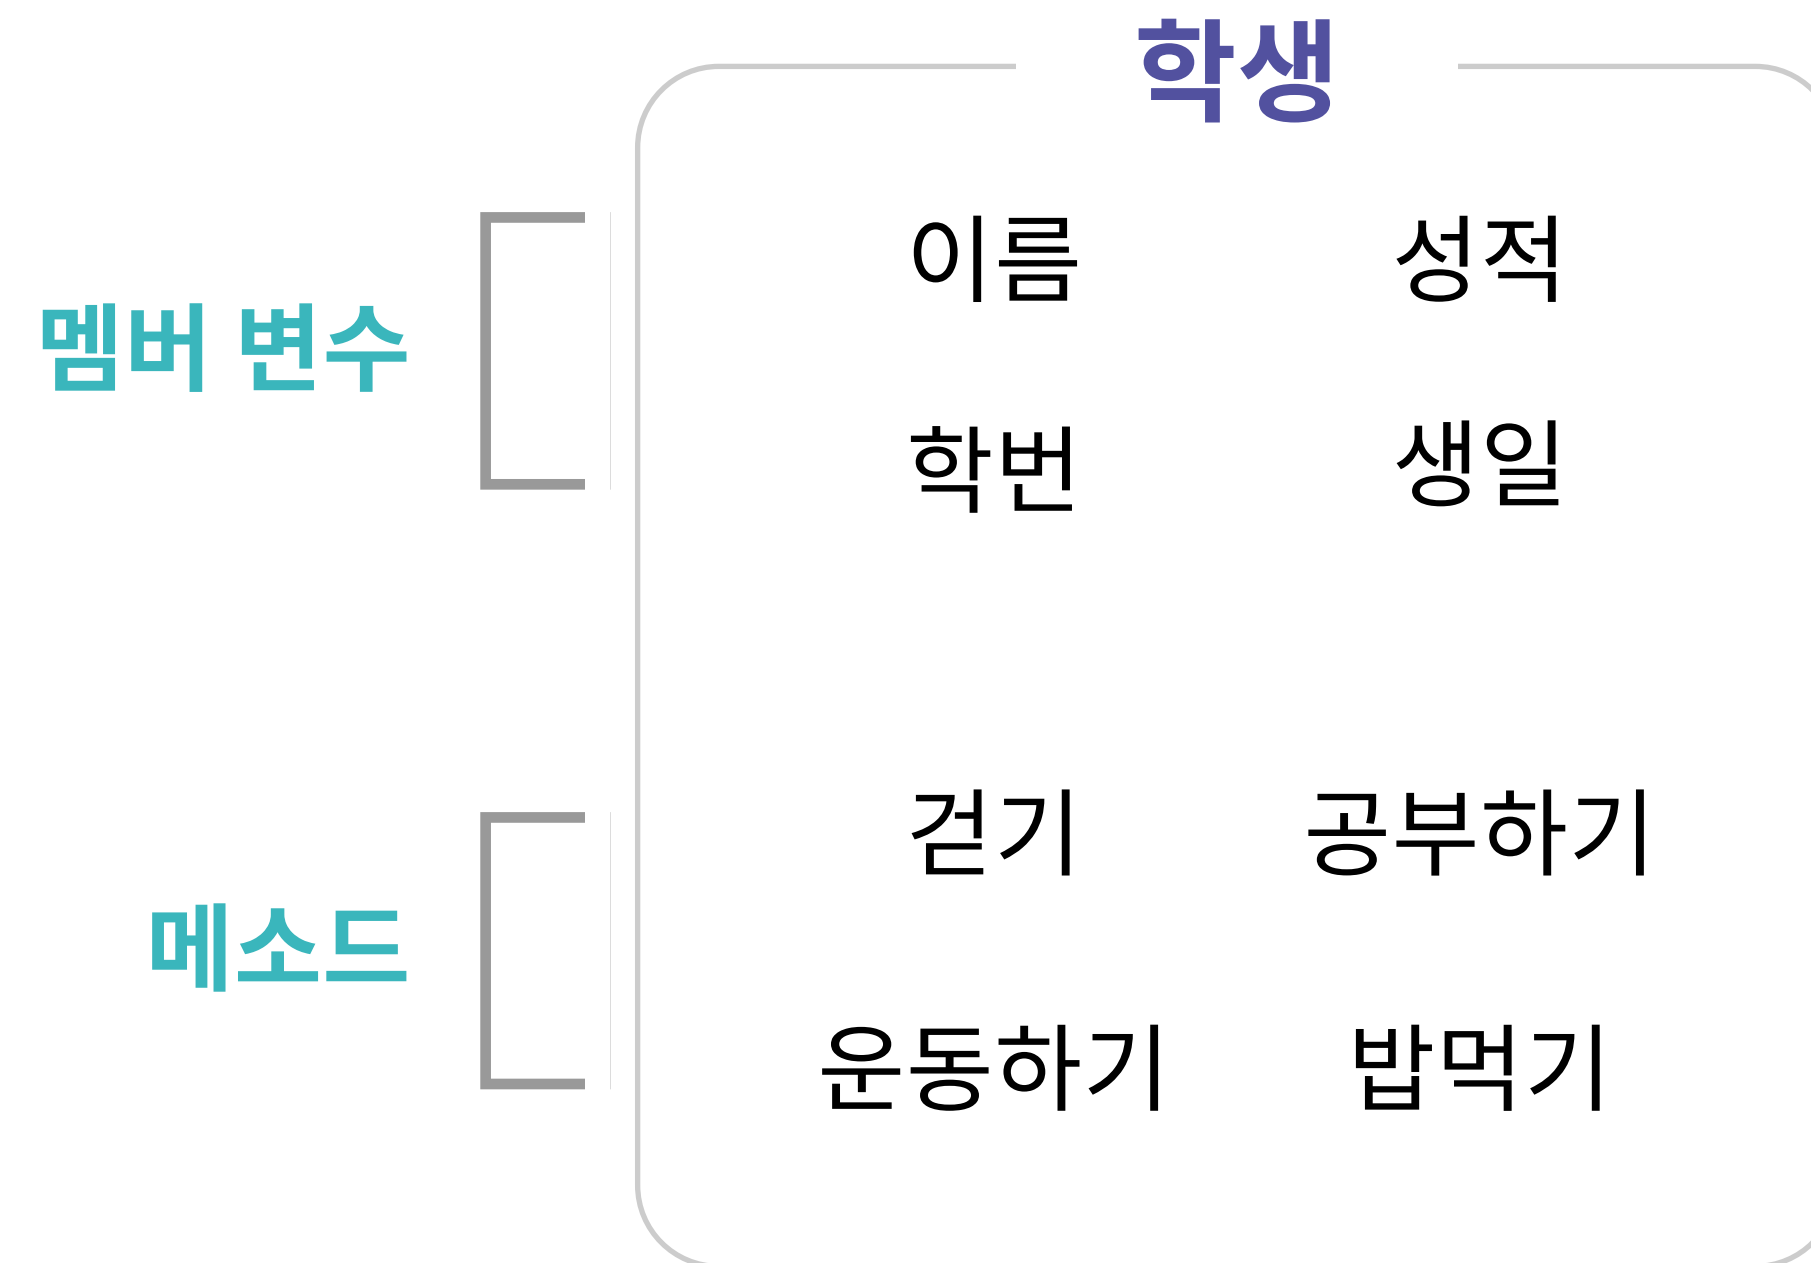 학생
멤버 변수
이름 성적
학번 생일
메소드
걷기 공부하기
운동하기 밥먹기